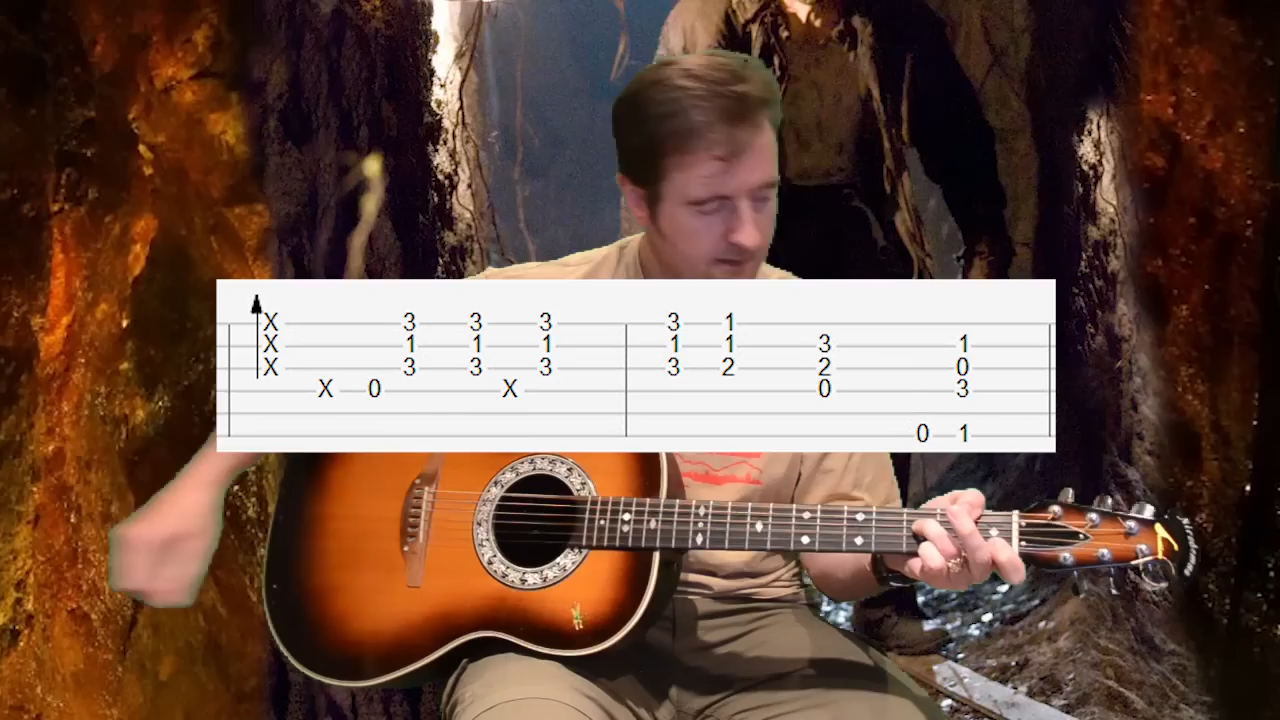 X 3 3 3 3 1
X 1 1 1 1 1 3 1
X 3 3 3 3 2 2 0
X 0 X 0 3
0 1